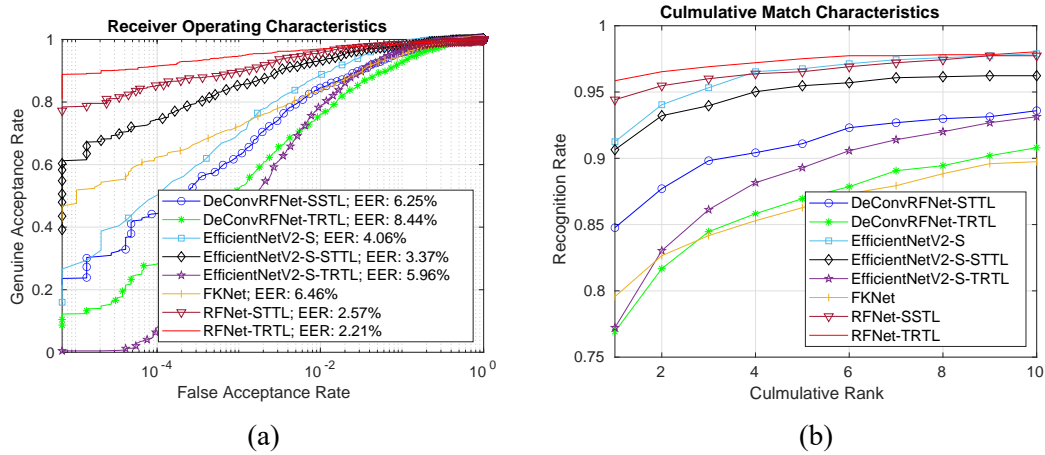 Receiver Operating Characteristics
1
0.8
0.6
0.4
0.2
0
Genuine Acceptance Rate
DeConvRFNet-SSTL; EER: 6.25%
DeConvRFNet-TRTL; EER: 8.44%
EfficientNetV2-S; EER: 4.06%
EfficientNetV2-S-STTL; EER: 3.37%
EfficientNetV2-S-TRTL; EER: 5.96%
FKNet; EER: 6.46%
RFNet-STTL; EER: 2.57%
RFNet-TRTL; EER: 2.21%
10⁻⁴
10⁻²
10⁰
False Acceptance Rate
(a)
Culmulative Match Characteristics
1
0.95
0.9
0.85
0.8
0.75
Recognition Rate
DeConvRFNet-STTL
DeConvRFNet-TRTL
EfficientNetV2-S
EfficientNetV2-S-STTL
EfficientNetV2-S-TRTL
FKNet
RFNet-SSTL
RFNet-TRTL
2 4 6 8 10
Culmulative Rank
(b)